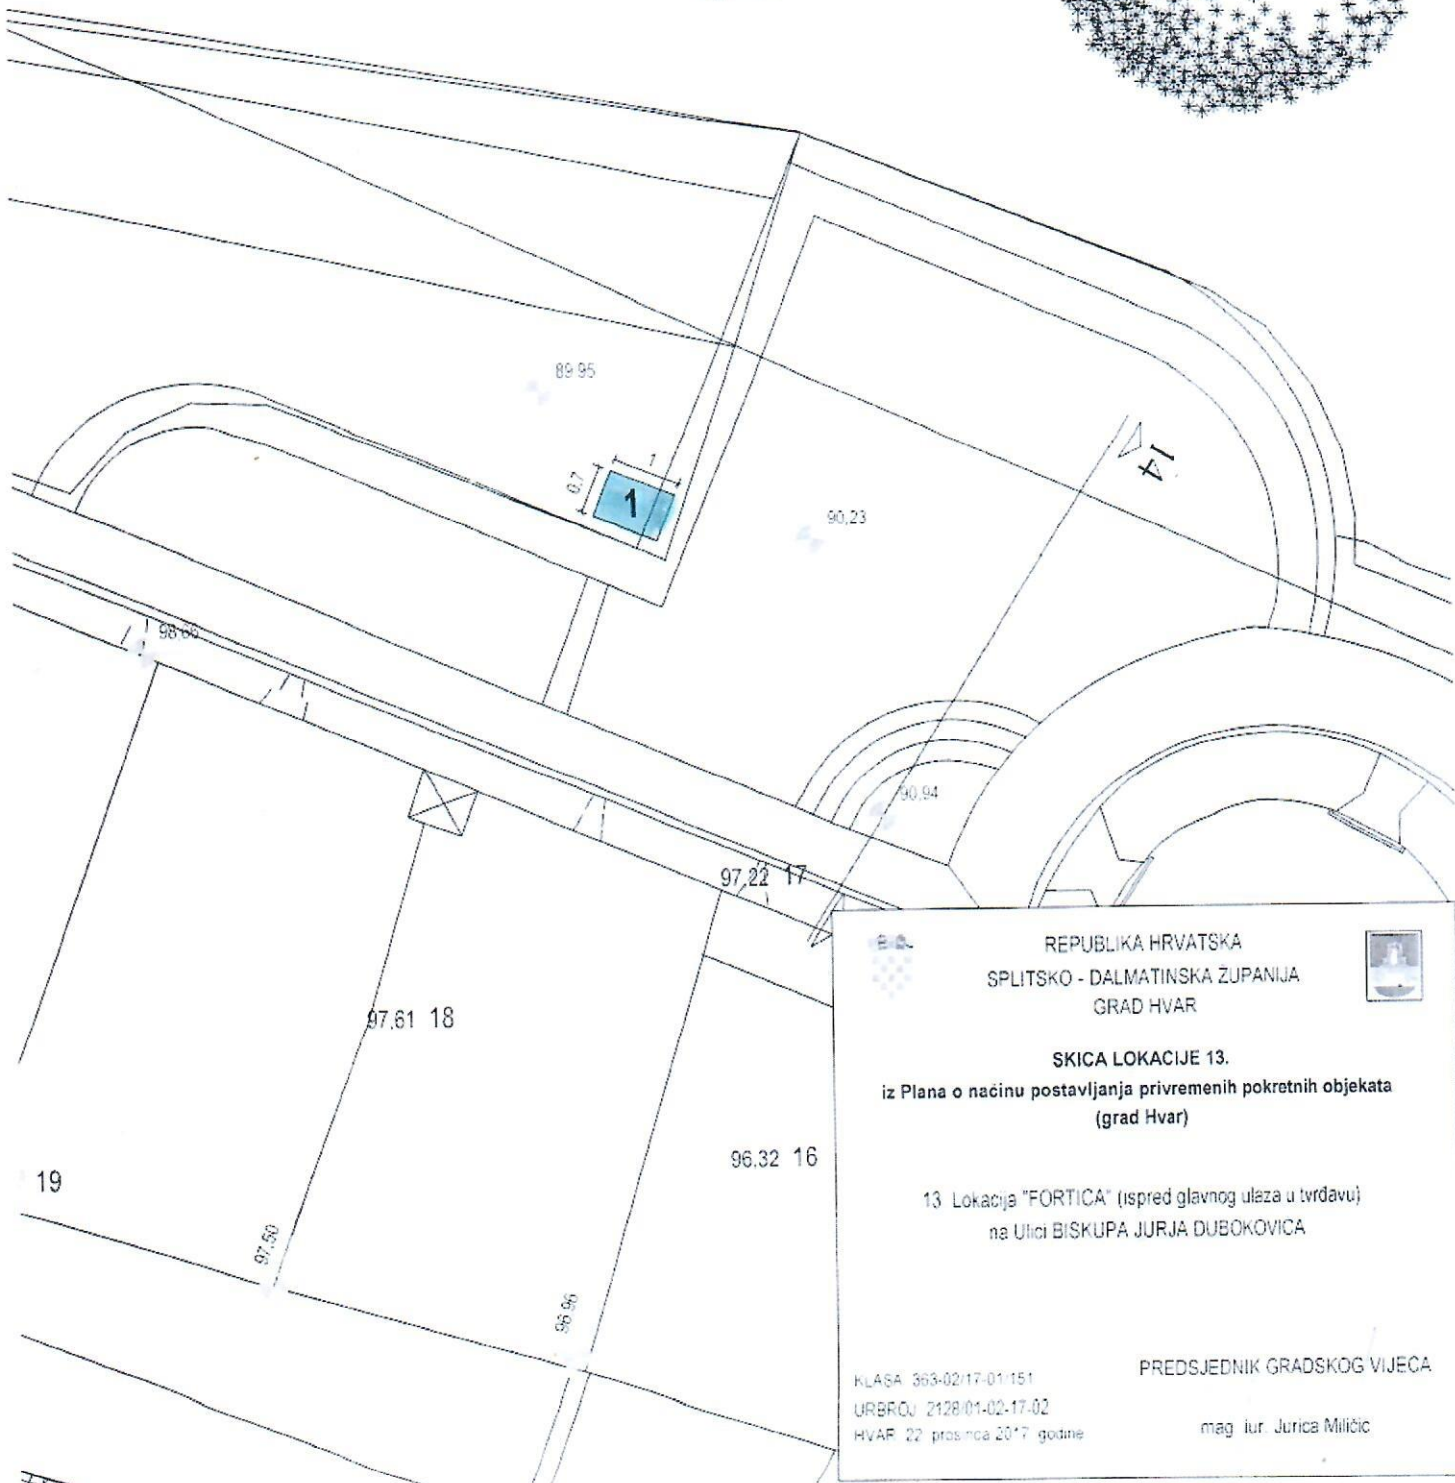 89.95
1
0.7
1
14
90,23
98,66
90,94
97,22 17
97,61 18
96.32 16
19
97.50
96.96
REPUBLIKA HRVATSKA
SPLITSKO - DALMATINSKA ŽUPANIJA
GRAD HVAR
SKICA LOKACIJE 13.
iz Plana o načinu postavljanja privremenih pokretnih objekata
(grad Hvar)
13 Lokacija "FORTICA" (ispred glavnog ulaza u tvrđavu)
na Ulici BISKUPA JURJA DUBOKOVICA
KLASA 363-02/17-01/151
URBROJ 2128/01-02-17-02
HVAR 22 prosinca 2017 godine
PREDSJEDNIK GRADSKOG VIJECA
mag iur. Jurica Miličic